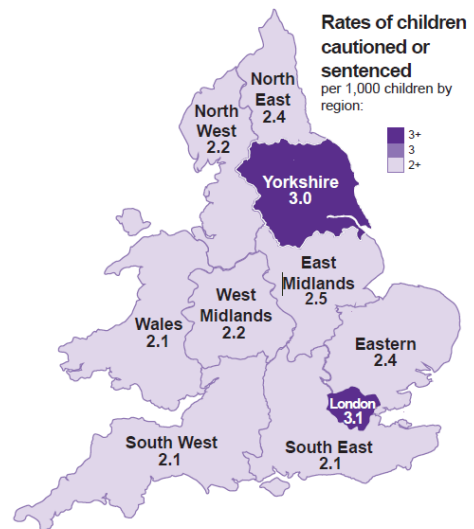 Rates of children
cautioned or
sentenced
per 1,000 children by
region:
3+
3
2+
North
East
2.4
North
West
2.2
Yorkshire
3.0
East
Midlands
2.5
West
Midlands
2.2
Wales
2.1
Eastern
2.4
London
3.1
South West
2.1
South East
2.1